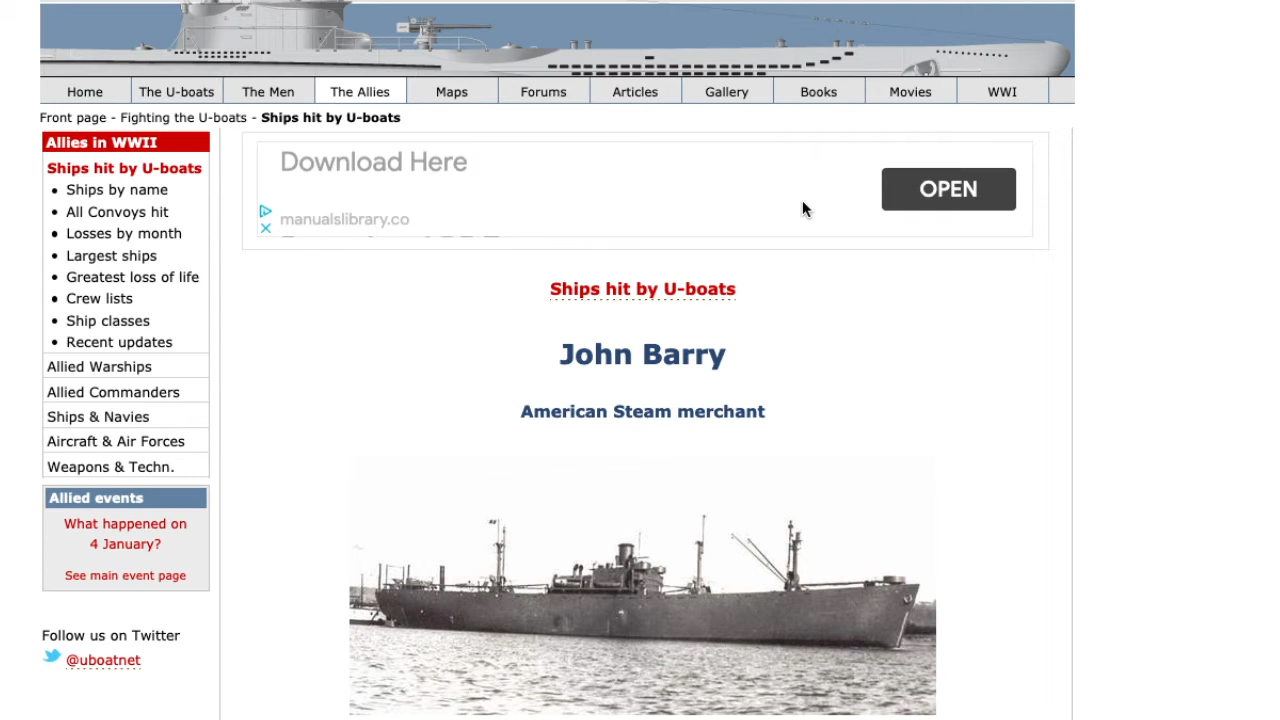 Home The U-boats The Men The Allies Maps Forums Articles Gallery Books Movies WWI
Front page - Fighting the U-boats - Ships hit by U-boats
Allies in WWII
Ships hit by U-boats
• Ships by name
• All Convoys hit
• Losses by month
• Largest ships
• Greatest loss of life
• Crew lists
• Ship classes
• Recent updates
Allied Warships
Allied Commanders
Ships & Navies
Aircraft & Air Forces
Weapons & Techn.
Allied events
What happened on
4 January?
See main event page
Follow us on Twitter
@uboatnet
Download Here
manualslibrary.co
OPEN
Ships hit by U-boats
John Barry
American Steam merchant